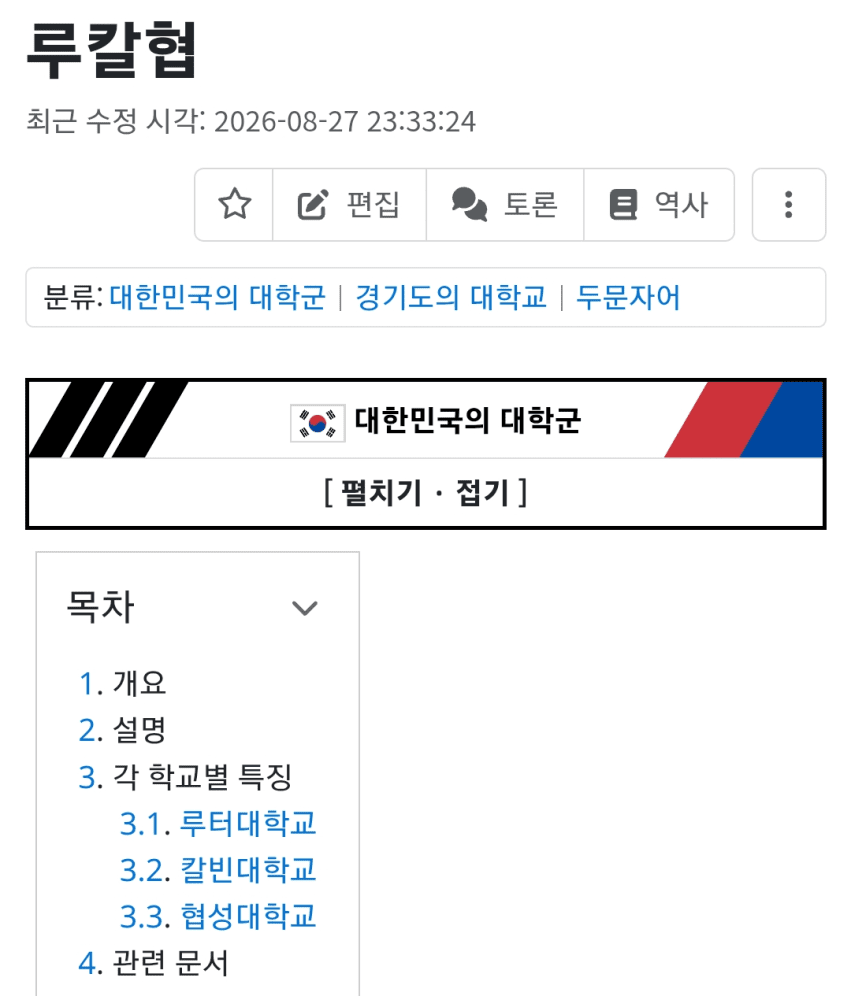 루칼협
최근 수정 시각: 2026-08-27 23:33:24
편집 토론 역사
분류: 대한민국의 대학군 | 경기도의 대학교 | 두문자어
대한민국의 대학군
[ 펼치기 · 접기 ]
목차
1. 개요
2. 설명
3. 각 학교별 특징
3.1. 루터대학교
3.2. 칼빈대학교
3.3. 협성대학교
4. 관련 문서